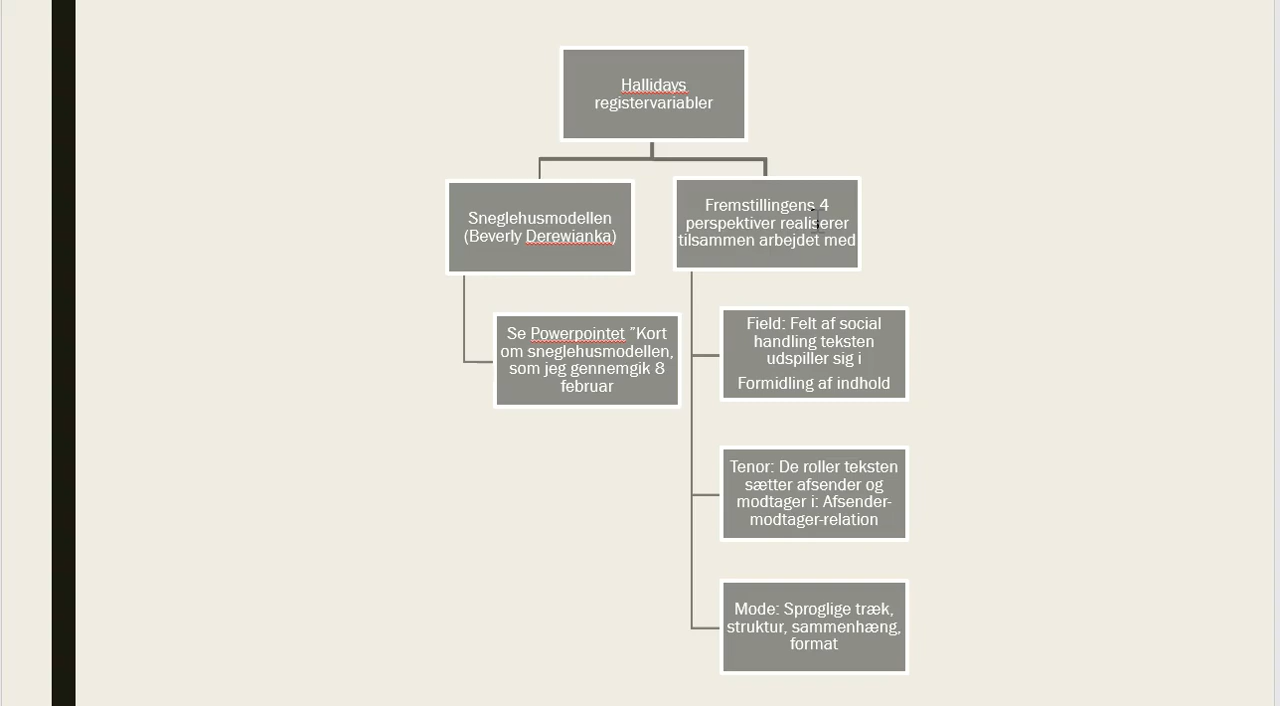 Hallidays
registervariabler
Sneglehusmodellen
(Beverly Derewianka)
Se Powerpointet "Kort
om sneglehusmodellen,
som jeg gennemgik 8
februar
Fremstillingens 4
perspektiver realiserer
tilsammen arbejdet med
Field: Felt af social
handling teksten
udspiller sig i
Formidling af indhold
Tenor: De roller teksten
sætter afsender og
modtager i: Afsender-
modtager-relation
Mode: Sproglige træk,
struktur, sammenhæng,
format